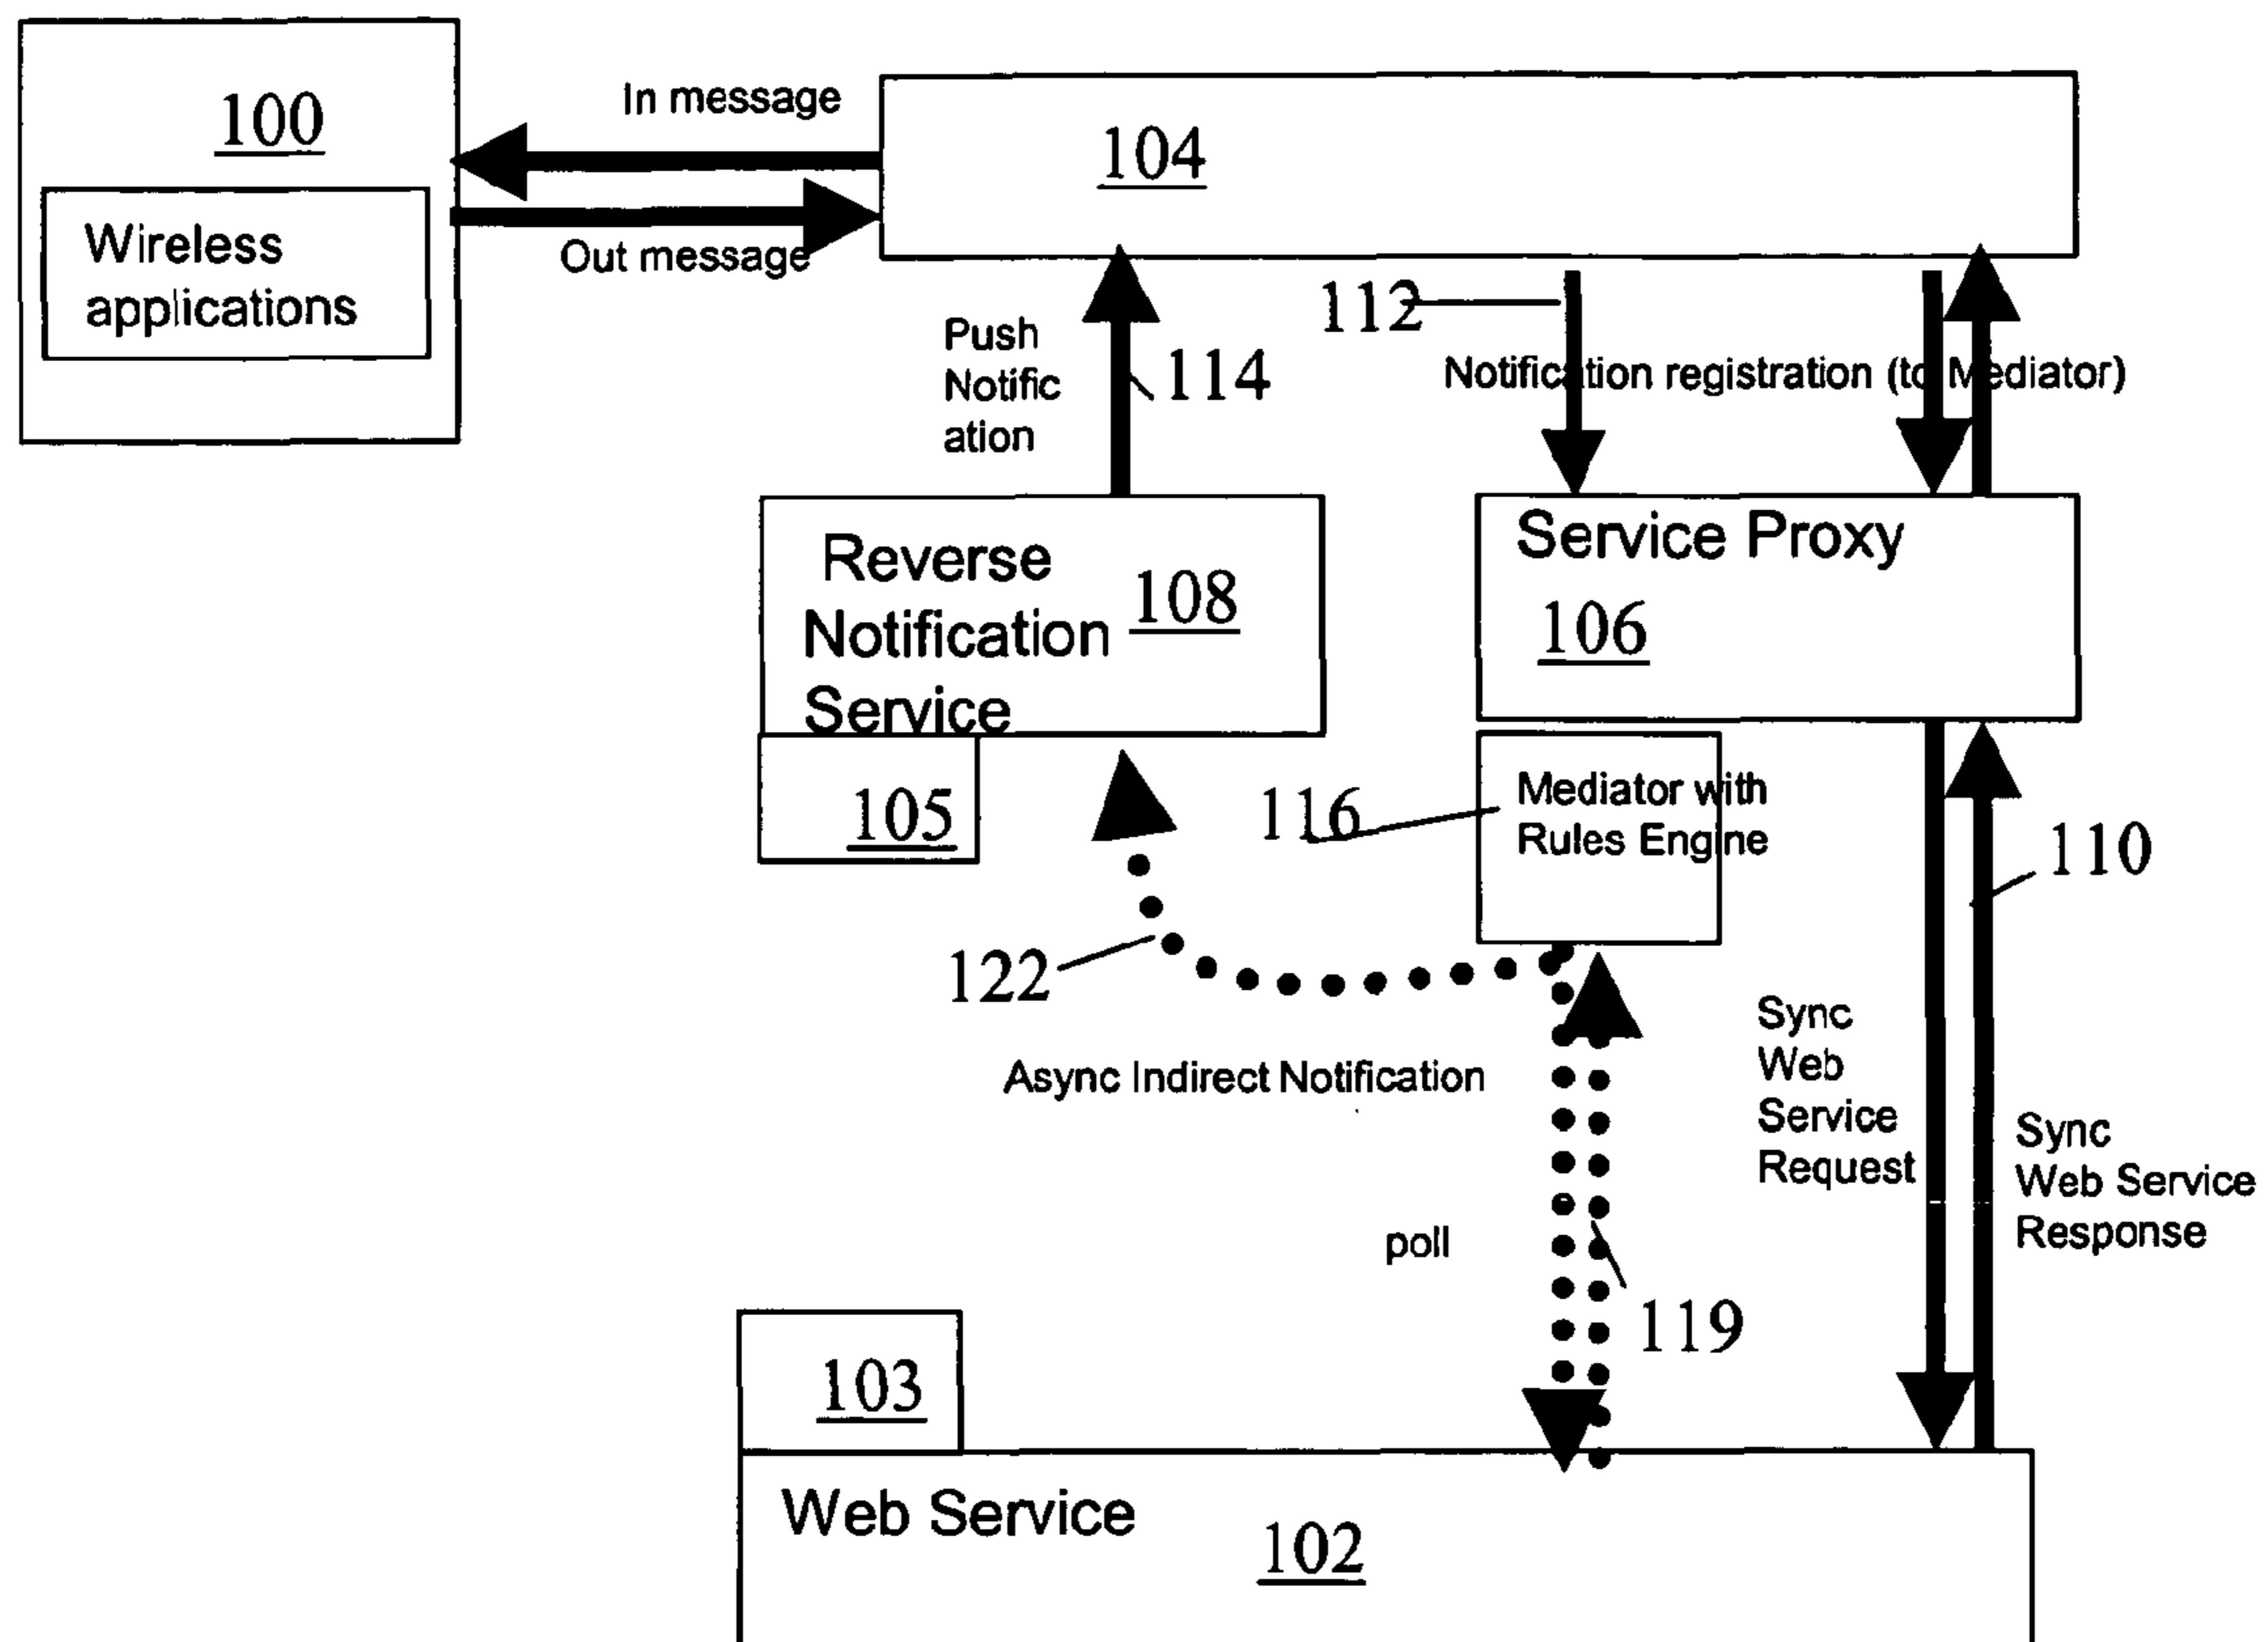 100
In message
104
Wireless
applications
Out message
112
Push
Notific
ation
114
Notification registration (to Mediator)
Reverse
Notification
Service
108
Service Proxy
106
105
116
Mediator with
Rules Engine
110
122
Async Indirect Notification
Sync
Web
Service
Request
Sync
Web Service
Response
poll
119
103
Web Service
102